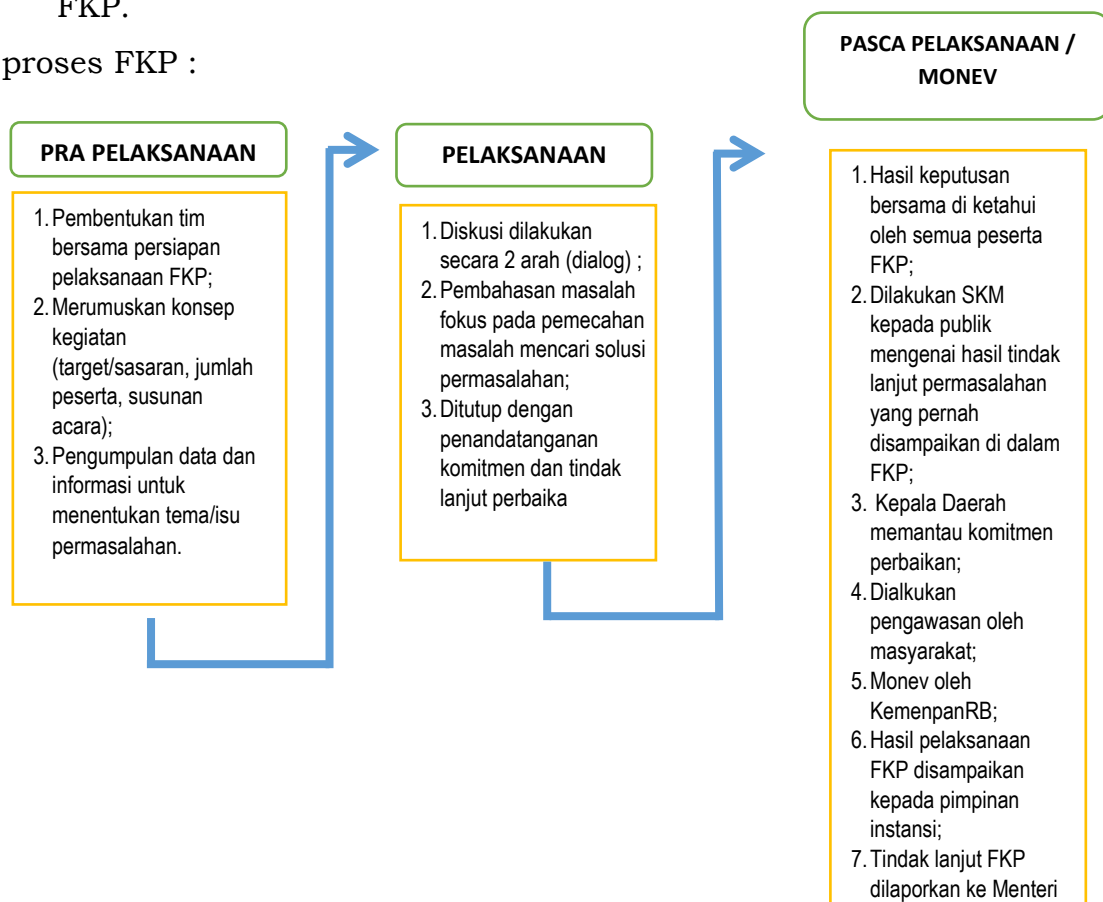 FKP.
proses FKP :
PRA PELAKSANAAN
1. Pembentukan tim
bersama persiapan
pelaksanaan FKP;
2. Merumuskan konsep
kegiatan
(target/sasaran, jumlah
peserta, susunan
acara);
3. Pengumpulan data dan
informasi untuk
menentukan tema/isu
permasalahan.
PELAKSANAAN
1. Diskusi dilakukan
secara 2 arah (dialog) ;
2. Pembahasan masalah
fokus pada pemecahan
masalah mencari solusi
permasalahan;
3. Ditutup dengan
penandatanganan
komitmen dan tindak
lanjut perbaika
PASCA PELAKSANAAN /
MONEV
1. Hasil keputusan
bersama di ketahui
oleh semua peserta
FKP;
2. Dilakukan SKM
kepada publik
mengenai hasil tindak
lanjut permasalahan
yang pernah
disampaikan di dalam
FKP;
3. Kepala Daerah
memantau komitmen
perbaikan;
4. Dialkukan
pengawasan oleh
masyarakat;
5. Monev oleh
KemenpanRB;
6. Hasil pelaksanaan
FKP disampaikan
kepada pimpinan
instansi;
7. Tindak lanjut FKP
dilaporkan ke Menteri